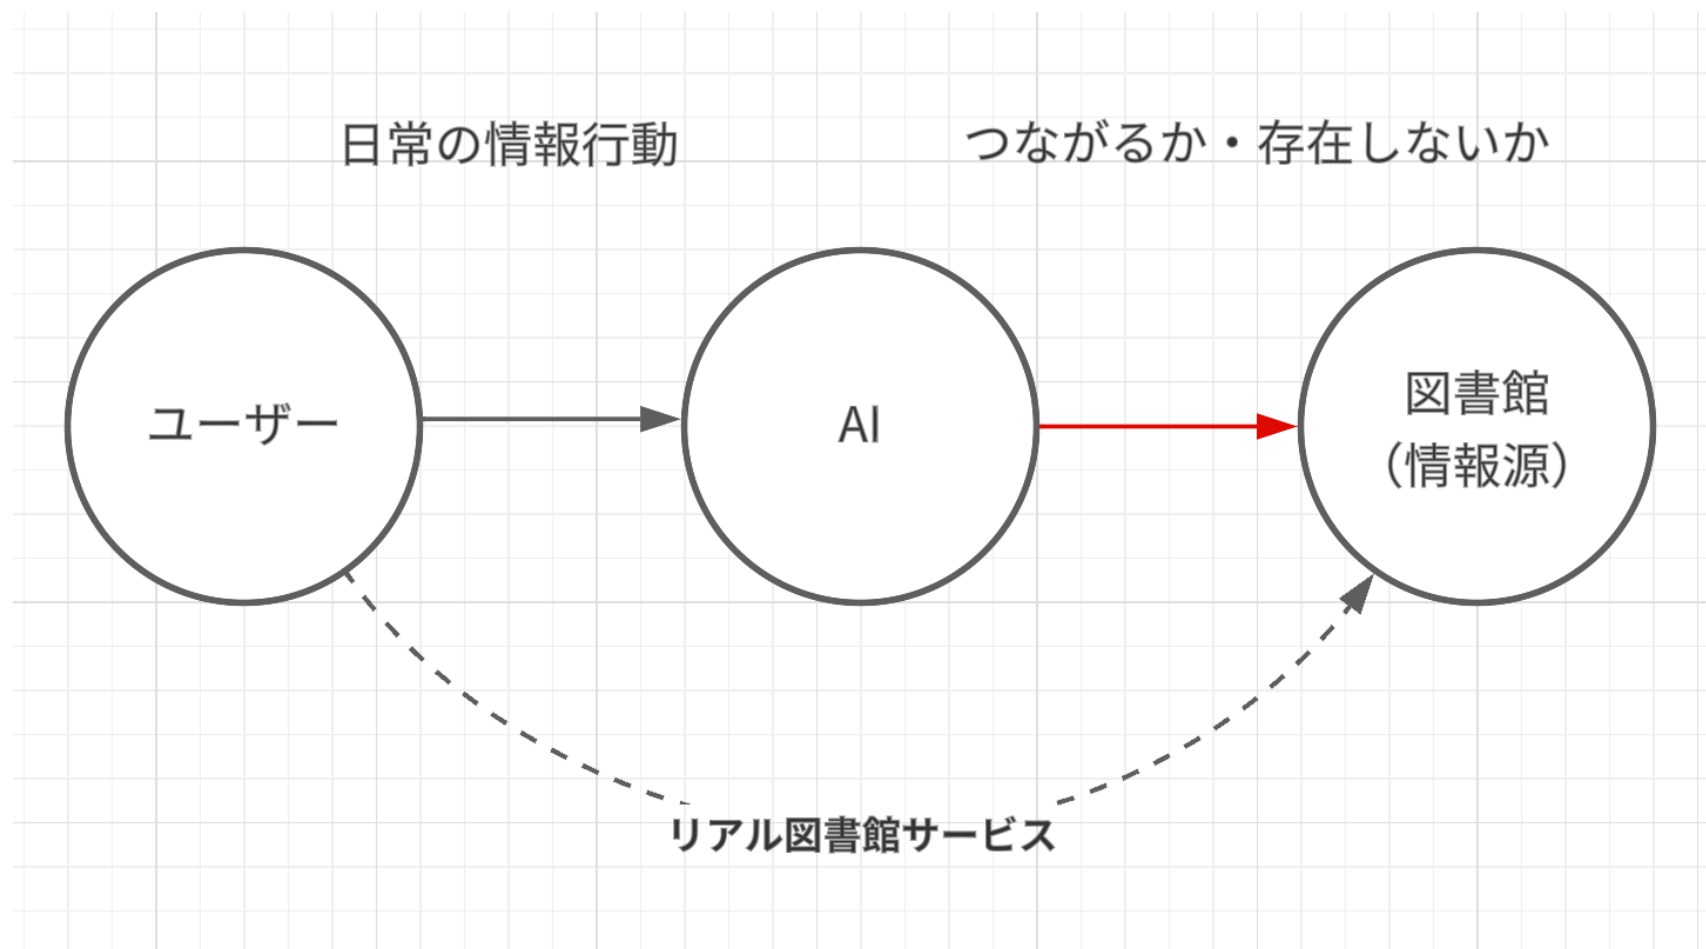 日常の情報行動
つながるか・存在しないか
ユーザー
AI
図書館
（情報源）
リアル図書館サービス